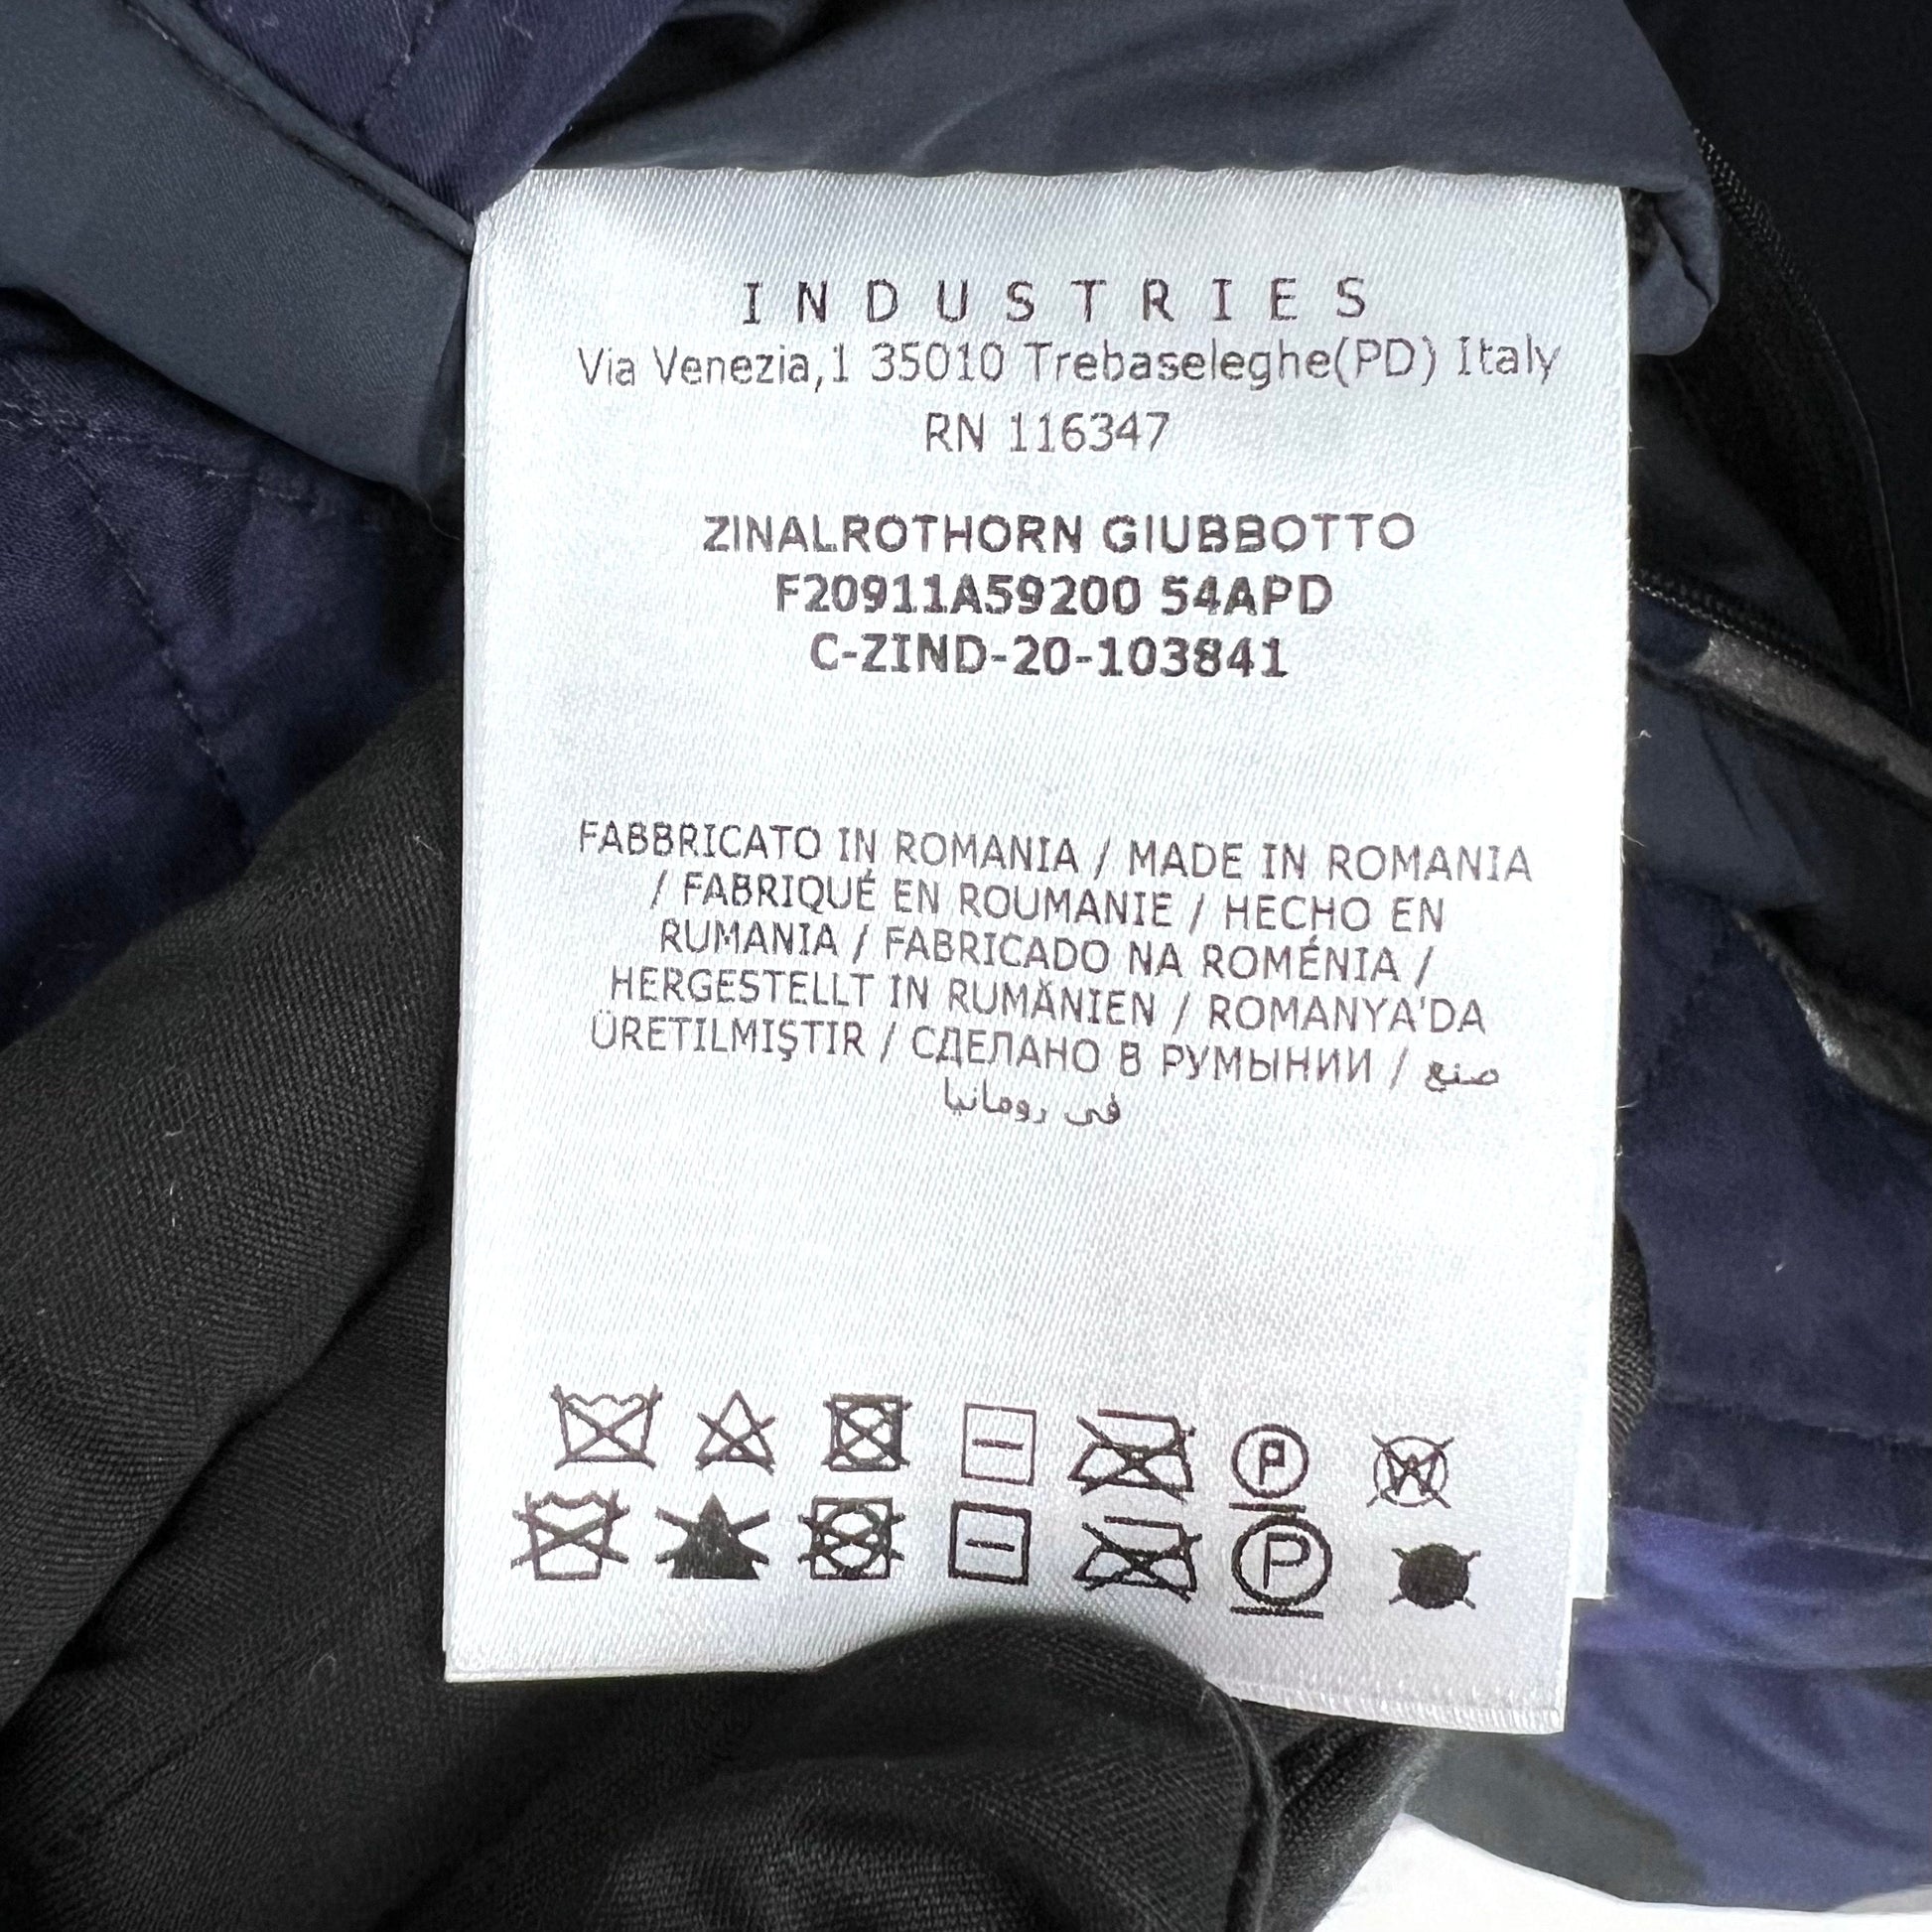 INDUSTRIES
Via Venezia,1 35010 Trebaseleghe(PD) Italy
RN 116347
ZINALROTHORN GIUBBOTTO
F20911A59200 54APD
C-ZIND-20-103841
FABBRICATO IN ROMANIA / MADE IN ROMANIA
/ FABRIQUÉ EN ROUMANIE / HECHO EN
RUMANIA / FABRICADO NA ROMÉNIA /
HERGESTELLT IN RUMÄNIEN / ROMANYA'DA
ÜRETILMIŞTIR / СДЕЛАНО В РУМЫНИИ / صنع
في رومانيا
P W
P